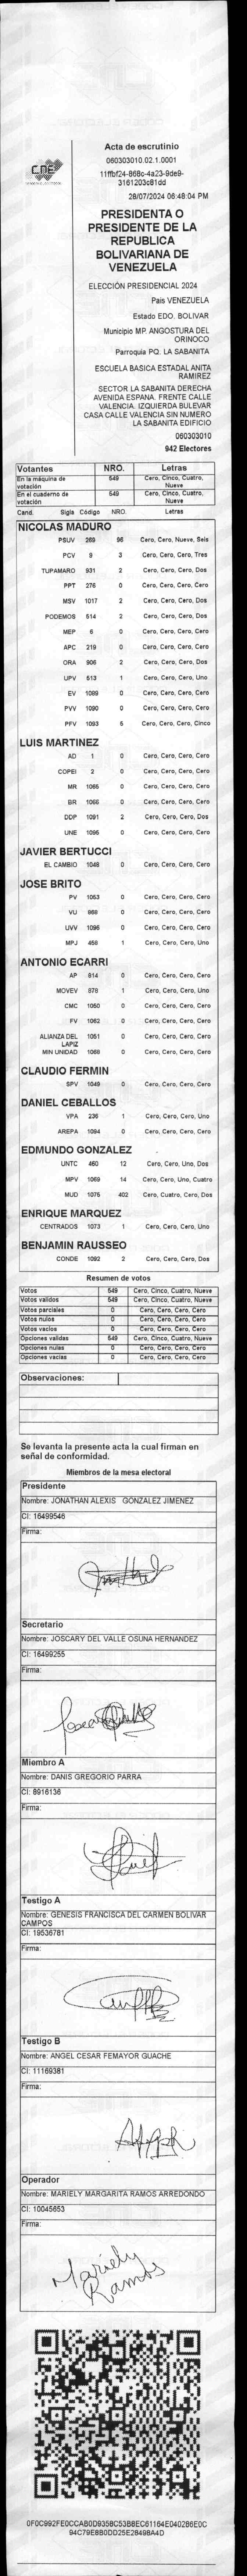 CNE
Acta de escrutinio
060303010.02.1.0001
11ffbf24-868c-4a23-9de9-
3161203c81dd
28/07/2024 06:48:04 PM
PRESIDENTA O
PRESIDENTE DE LA
REPUBLICA
BOLIVARIANA DE
VENEZUELA
ELECCIÓN PRESIDENCIAL 2024
Pais VENEZUELA
Estado EDO. BOLIVAR
Municipio MP. ANGOSTURA DEL
ORINOCO
Parroquia PQ. LA SABANITA
ESCUELA BASICA ESTADAL ANITA
RAMIREZ
SECTOR LA SABANITA DERECHA
AVENIDA ESPANA. FRENTE CALLE
VALENCIA. IZQUIERDA BULEVAR
CASA CALLE VALENCIA SIN NUMERO
LA SABANITA EDIFICIO
060303010
942 Electores
Votantes NRO. Letras
En la máquina de votación 549 Cero, Cinco, Cuatro, Nueve
En el cuaderno de votación 549 Cero, Cinco, Cuatro, Nueve
Cand. Sigla Código NRO. Letras
NICOLAS MADURO
PSUV 269 96 Cero, Cero, Nueve, Seis
PCV 9 3 Cero, Cero, Cero, Tres
TUPAMARO 931 2 Cero, Cero, Cero, Dos
PPT 276 0 Cero, Cero, Cero, Cero
MSV 1017 2 Cero, Cero, Cero, Dos
PODEMOS 514 2 Cero, Cero, Cero, Dos
MEP 6 0 Cero, Cero, Cero, Cero
APC 219 0 Cero, Cero, Cero, Cero
ORA 906 2 Cero, Cero, Cero, Dos
UPV 513 1 Cero, Cero, Cero, Uno
EV 1089 0 Cero, Cero, Cero, Cero
PVV 1090 0 Cero, Cero, Cero, Cero
PFV 1093 5 Cero, Cero, Cero, Cinco
LUIS MARTINEZ
AD 1 0 Cero, Cero, Cero, Cero
COPEI 2 0 Cero, Cero, Cero, Cero
MR 1065 0 Cero, Cero, Cero, Cero
BR 1066 0 Cero, Cero, Cero, Cero
DDP 1091 2 Cero, Cero, Cero, Dos
UNE 1095 0 Cero, Cero, Cero, Cero
JAVIER BERTUCCI
EL CAMBIO 1048 0 Cero, Cero, Cero, Cero
JOSE BRITO
PV 1053 0 Cero, Cero, Cero, Cero
VU 968 0 Cero, Cero, Cero, Cero
UVV 1096 0 Cero, Cero, Cero, Cero
MPJ 458 1 Cero, Cero, Cero, Uno
ANTONIO ECARRI
AP 814 0 Cero, Cero, Cero, Cero
MOVEV 878 1 Cero, Cero, Cero, Uno
CMC 1050 0 Cero, Cero, Cero, Cero
FV 1062 0 Cero, Cero, Cero, Cero
ALIANZA DEL LAPIZ 1051 0 Cero, Cero, Cero, Cero
MIN UNIDAD 1068 0 Cero, Cero, Cero, Cero
CLAUDIO FERMIN
SPV 1049 0 Cero, Cero, Cero, Cero
DANIEL CEBALLOS
VPA 236 1 Cero, Cero, Cero, Uno
AREPA 1094 0 Cero, Cero, Cero, Cero
EDMUNDO GONZALEZ
UNTC 460 12 Cero, Cero, Uno, Dos
MPV 1069 14 Cero, Cero, Uno, Cuatro
MUD 1075 402 Cero, Cuatro, Cero, Dos
ENRIQUE MARQUEZ
CENTRADOS 1073 1 Cero, Cero, Cero, Uno
BENJAMIN RAUSSEO
CONDE 1092 2 Cero, Cero, Cero, Dos
Resumen de votos
Votos 549 Cero, Cinco, Cuatro, Nueve
Votos validos 549 Cero, Cinco, Cuatro, Nueve
Votos parciales 0 Cero, Cero, Cero, Cero
Votos nulos 0 Cero, Cero, Cero, Cero
Votos vacios 0 Cero, Cero, Cero, Cero
Opciones validas 549 Cero, Cinco, Cuatro, Nueve
Opciones nulas 0 Cero, Cero, Cero, Cero
Opciones vacias 0 Cero, Cero, Cero, Cero
Observaciones:
Se levanta la presente acta la cual firman en
señal de conformidad.
Miembros de la mesa electoral
Presidente
Nombre: JONATHAN ALEXIS GONZALEZ JIMENEZ
CI: 16499546
Firma:
Secretario
Nombre: JOSCARY DEL VALLE OSUNA HERNANDEZ
CI: 16499255
Firma:
Miembro A
Nombre: DANIS GREGORIO PARRA
CI: 8916136
Firma:
Testigo A
Nombre: GENESIS FRANCISCA DEL CARMEN BOLIVAR
CAMPOS
CI: 19536781
Firma:
Testigo B
Nombre: ANGEL CESAR FEMAYOR GUACHE
CI: 11169381
Firma:
Operador
Nombre: MARIELY MARGARITA RAMOS ARREDONDO
CI: 10045653
Firma:
Mariely
Ramos
0F0C992FE0CCAB0D9358C53B8EC61164E040286E0C
94C79E8B0DD25E28498A4D